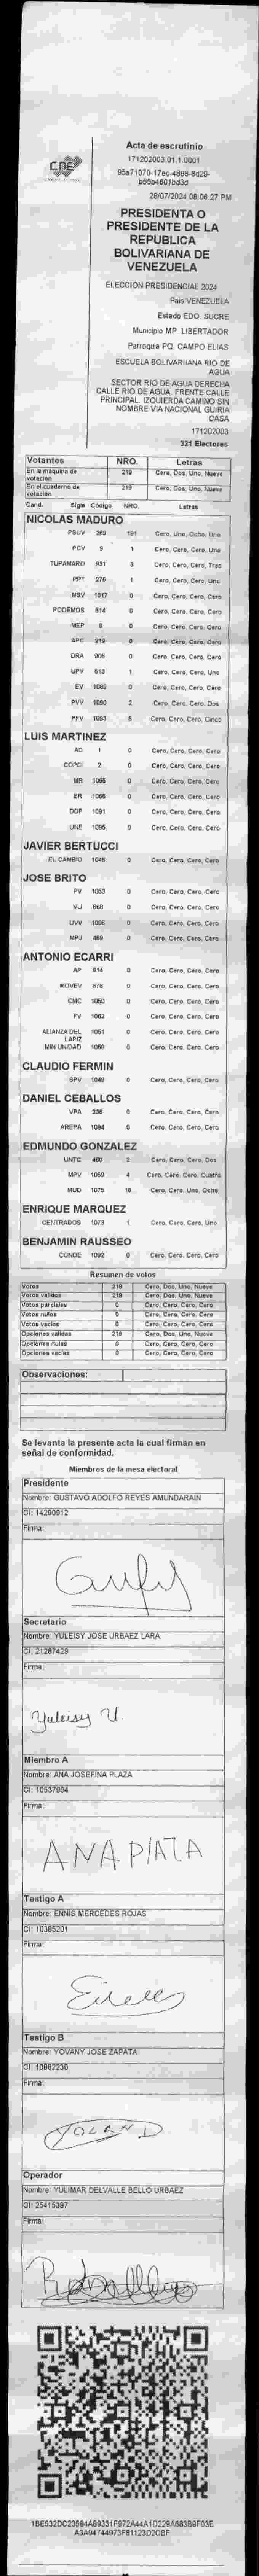 Acta de escrutinio
171202003.01.1.0001
28/07/2024 08:06:27 PM
CNE
PRESIDENTA O
PRESIDENTE DE LA
REPUBLICA
BOLIVARIANA DE
VENEZUELA
ELECCIÓN PRESIDENCIAL 2024
País VENEZUELA
Estado EDO. SUCRE
Municipio MP. LIBERTADOR
Parroquia PQ. CAMPO ELIAS
ESCUELA BOLIVARIANA RIO DE
AGUA
SECTOR RIO DE AGUA DERECHA
CALLE RIO DE AGUA. FRENTE CALLE
PRINCIPAL. IZQUIERDA CAMINO SIN
NOMBRE VIA NACIONAL GUIRIA
CASA
171202003
321 Electores
Votantes NRO. Letras
En la máquina de votación 219 Cero, Dos, Uno, Nueve
En el cuaderno de votación 219 Cero, Dos, Uno, Nueve
Cand. Sigla Código NRO. Letras
NICOLAS MADURO
PSUV 191 Cero, Uno, Ocho, Uno
PCV 9 1 Cero, Cero, Cero, Uno
TUPAMARO 931 3 Cero, Cero, Cero, Tres
PPT 276 1 Cero, Cero, Cero, Uno
MSV 1017 0 Cero, Cero, Cero, Cero
PODEMOS 514 0 Cero, Cero, Cero, Cero
MEP 6 0 Cero, Cero, Cero, Cero
APC 219 0 Cero, Cero, Cero, Cero
ORA 906 0 Cero, Cero, Cero, Cero
UPV 513 1 Cero, Cero, Cero, Uno
EV 1089 0 Cero, Cero, Cero, Cero
PVV 1090 2 Cero, Cero, Cero, Dos
PFV 1093 5 Cero, Cero, Cero, Cinco
LUIS MARTINEZ
AD 1 0 Cero, Cero, Cero, Cero
COPEI 2 0 Cero, Cero, Cero, Cero
MR 1065 0 Cero, Cero, Cero, Cero
BR 1066 0 Cero, Cero, Cero, Cero
DDP 1091 0 Cero, Cero, Cero, Cero
UNE 1095 0 Cero, Cero, Cero, Cero
JAVIER BERTUCCI
EL CAMBIO 1048 0 Cero, Cero, Cero, Cero
JOSE BRITO
PV 1053 0 Cero, Cero, Cero, Cero
VU 868 0 Cero, Cero, Cero, Cero
UVV 1096 0 Cero, Cero, Cero, Cero
MPJ 459 0 Cero, Cero, Cero, Cero
ANTONIO ECARRI
AP 814 0 Cero, Cero, Cero, Cero
MOVEV 978 0 Cero, Cero, Cero, Cero
CMC 1050 0 Cero, Cero, Cero, Cero
FV 1062 0 Cero, Cero, Cero, Cero
ALIANZA DEL LAPIZ 1051 0 Cero, Cero, Cero, Cero
MIN UNIDAD 1069 0 Cero, Cero, Cero, Cero
CLAUDIO FERMIN
SPV 1049 0 Cero, Cero, Cero, Cero
DANIEL CEBALLOS
VPA 236 0 Cero, Cero, Cero, Cero
AREPA 1094 0 Cero, Cero, Cero, Cero
EDMUNDO GONZALEZ
UNTC 460 2 Cero, Cero, Cero, Dos
MPV 1069 4 Cero, Cero, Cero, Cuatro
MUD 1075 18 Cero, Cero, Uno, Ocho
ENRIQUE MARQUEZ
CENTRADOS 1073 1 Cero, Cero, Cero, Uno
BENJAMIN RAUSSEO
CONDE 1092 0 Cero, Cero, Cero, Cero
Resumen de votos
Votos 219 Cero, Dos, Uno, Nueve
Votos válidos 219 Cero, Dos, Uno, Nueve
Votos parciales 0 Cero, Cero, Cero, Cero
Votos nulos 0 Cero, Cero, Cero, Cero
Votos vacíos 0 Cero, Cero, Cero, Cero
Opciones válidas 219 Cero, Dos, Uno, Nueve
Opciones nulas 0 Cero, Cero, Cero, Cero
Opciones vacías 0 Cero, Cero, Cero, Cero
Observaciones:
Se levanta la presente acta la cual firman en
señal de conformidad.
Miembros de la mesa electoral
Presidente
Nombre: GUSTAVO ADOLFO REYES AMUNDARAIN
CI: 14290912
Firma:
Secretario
Nombre: YULEISY JOSE URBAEZ LARA
CI: 21287429
Firma:
Yuleisy U.
Miembro A
Nombre: ANA JOSEFINA PLAZA
CI: 10537994
Firma:
ANA PlATA
Testigo A
Nombre: ENNIS MERCEDES ROJAS
CI: 10385201
Firma:
Testigo B
Nombre: YOVANY JOSE ZAPATA
CI: 10882230
Firma:
Operador
Nombre: YULIMAR DELVALLE BELLO URBAEZ
CI: 25415397
Firma: